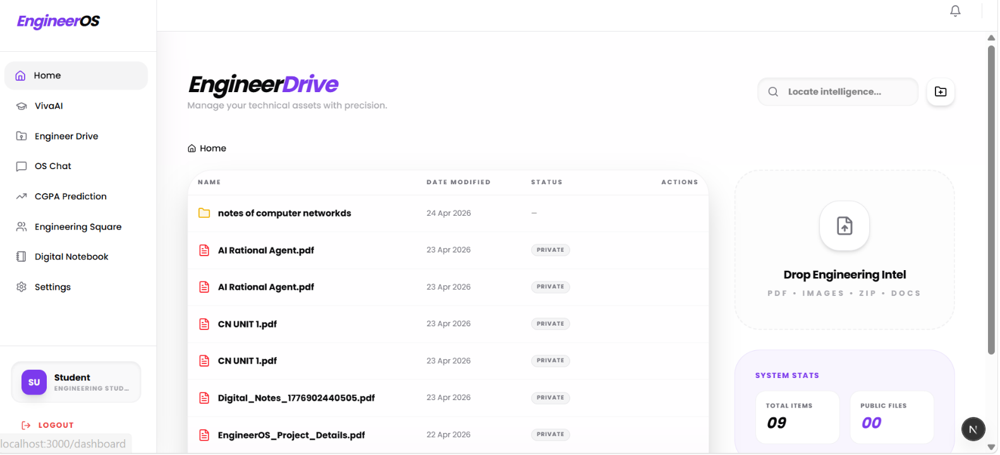 EngineerOS
Home
VivaAI
Engineer Drive
OS Chat
CGPA Prediction
Engineering Square
Digital Notebook
Settings
SU
Student
ENGINEERING STUD...
LOGOUT
localhost:3000/dashboard
EngineerDrive
Manage your technical assets with precision.
Locate intelligence...
Home
NAME DATE MODIFIED STATUS ACTIONS
notes of computer networkds 24 Apr 2026 —
AI Rational Agent.pdf 23 Apr 2026 PRIVATE
AI Rational Agent.pdf 23 Apr 2026 PRIVATE
CN UNIT 1.pdf 23 Apr 2026 PRIVATE
CN UNIT 1.pdf 23 Apr 2026 PRIVATE
Digital_Notes_1776902440505.pdf 23 Apr 2026 PRIVATE
EngineerOS_Project_Details.pdf 22 Apr 2026 PRIVATE
Drop Engineering Intel
PDF • IMAGES • ZIP • DOCS
SYSTEM STATS
TOTAL ITEMS PUBLIC FILES
09 00
N